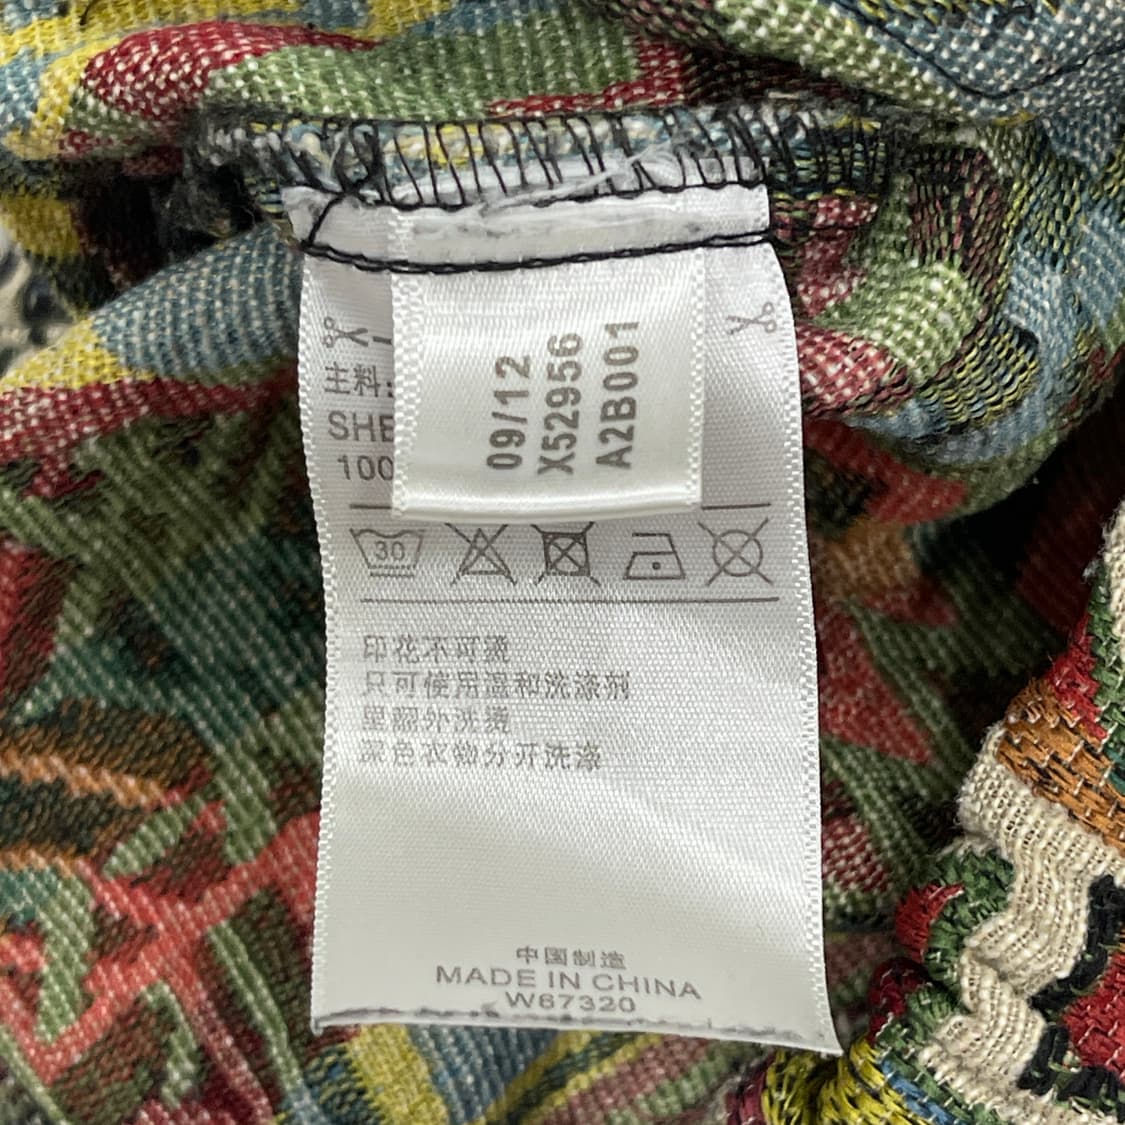 09/12
X529956
A2B001
主料:
SHE
100
30
印花不可烫
只可使用温和洗涤剂
里翻外洗烫
深色衣物分开洗涤
中国制造
MADE IN CHINA
W67320